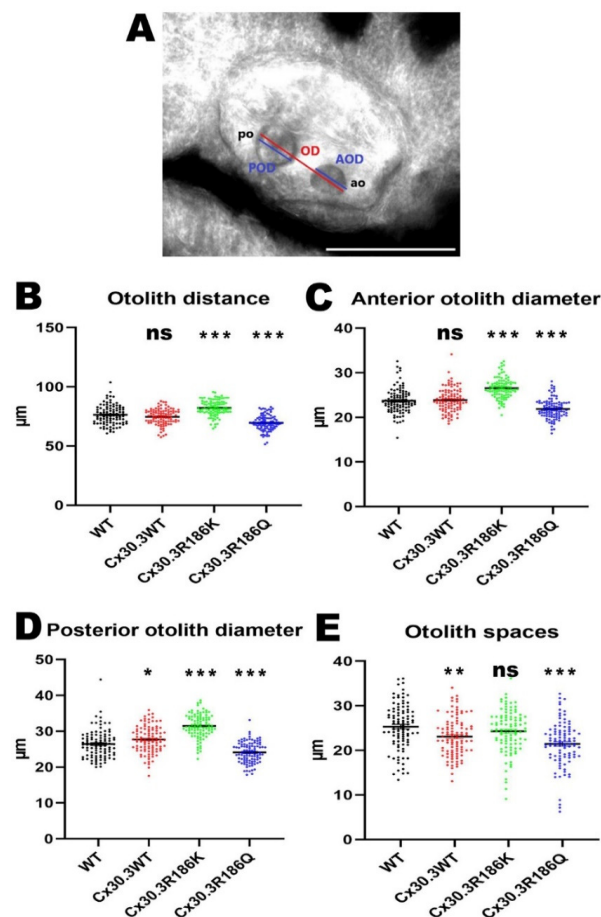 A
po
OD
AOD
POD
ao
B
Otolith distance
ns
***
***
150
100
50
0
µm
WT
Cx30.3WT
Cx30.3R186K
Cx30.3R186Q
C
Anterior otolith diameter
ns
***
***
40
30
20
10
0
µm
WT
Cx30.3WT
Cx30.3R186K
Cx30.3R186Q
D
Posterior otolith diameter
*
***
***
50
40
30
20
10
0
µm
WT
Cx30.3WT
Cx30.3R186K
Cx30.3R186Q
E
Otolith spaces
**
ns
***
40
30
20
10
0
µm
WT
Cx30.3WT
Cx30.3R186K
Cx30.3R186Q